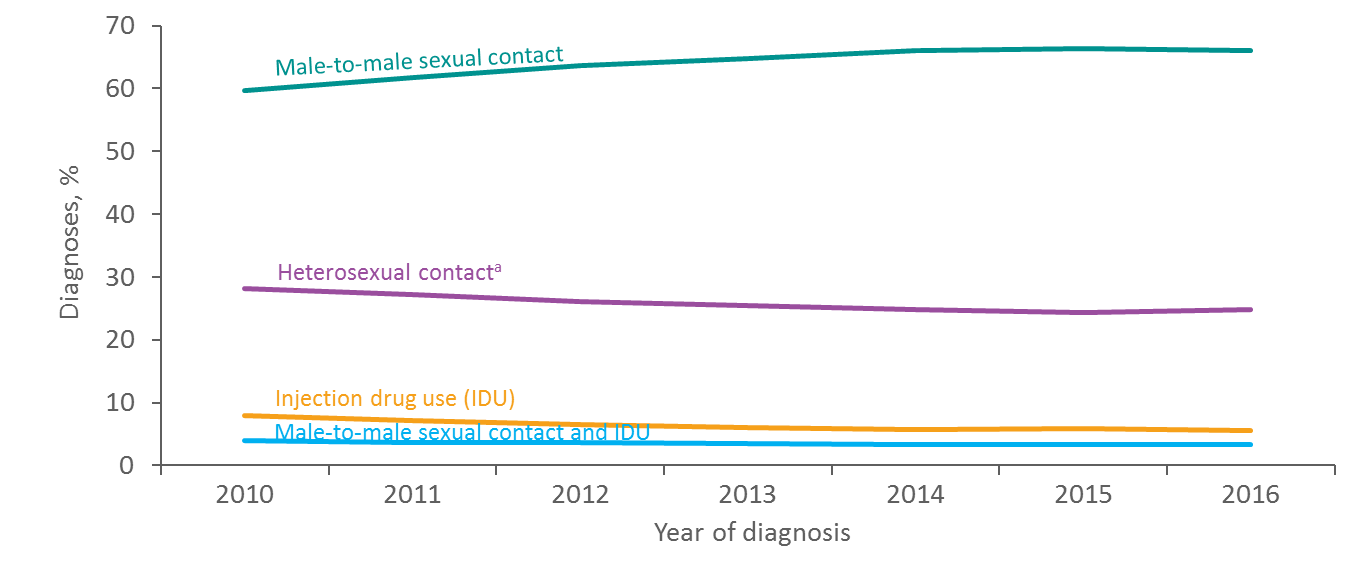 70
Male-to-male sexual contact
60
50
Diagnoses, %
40
30
Heterosexual contactᵃ
20
10
Injection drug use (IDU)
Male-to-male sexual contact and IDU
0
2010 2011 2012 2013 2014 2015 2016
Year of diagnosis